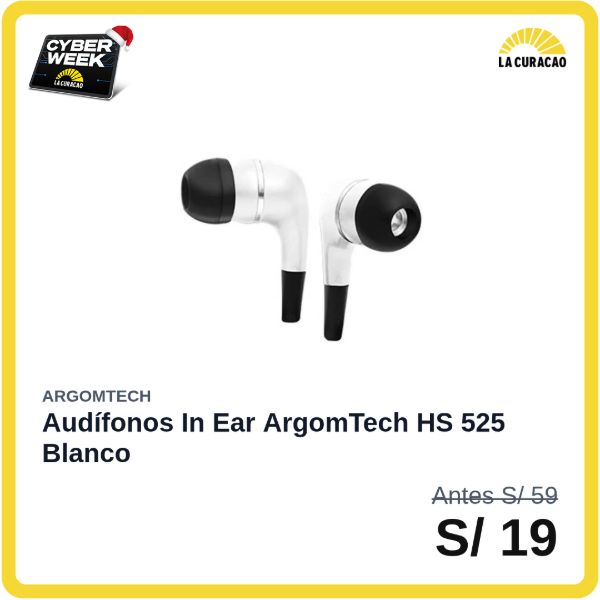 CYBER
WEEK
LA CURACAO
LA CURACAO
ARGOMTECH
Audífonos In Ear ArgomTech HS 525
Blanco
Antes S/ 59
S/ 19